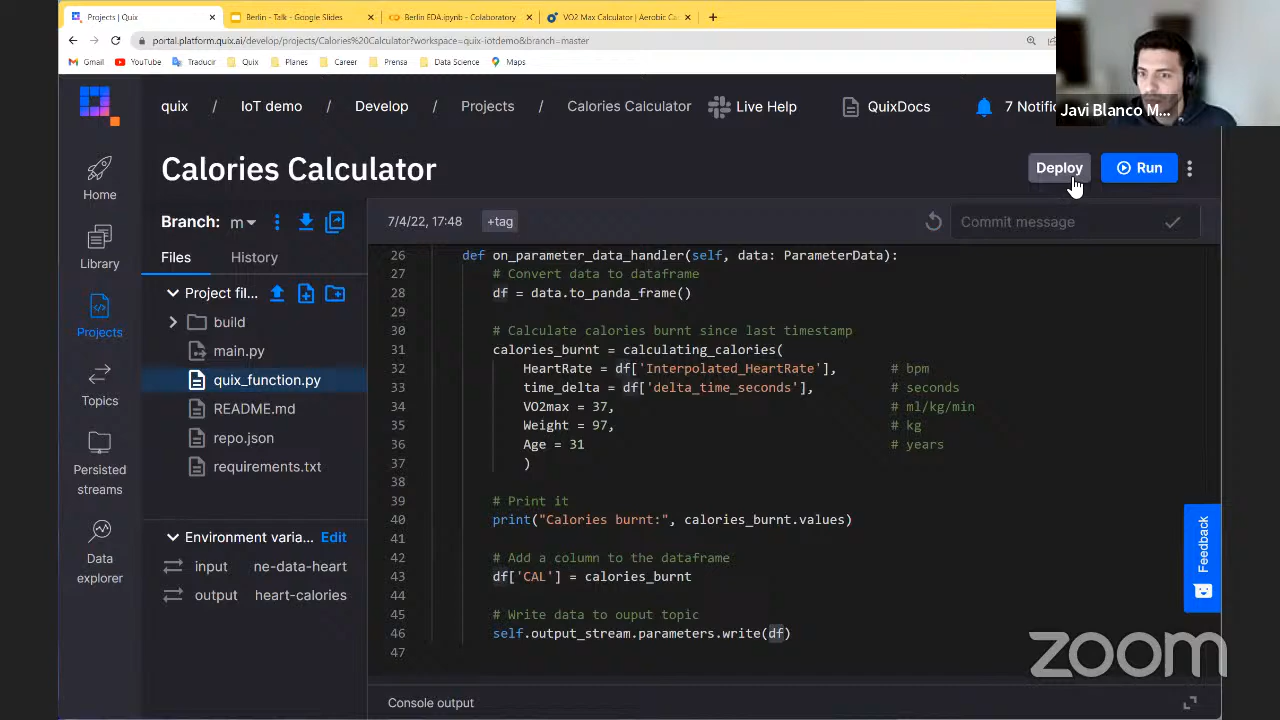 Projects | Quix
Berlin - Talk - Google Slides
Berlin EDA.ipynb - Colaboratory
VO2 Max Calculator | Aerobic Ca
portal.platform.quix.ai/develop/projects/Calories%20Calculator?workspace=quix-iotdemo&branch=master
Gmail
YouTube
Traducir
Quix
Planes
Career
Prensa
Data Science
Maps
Javi Blanco M...
quix / IoT demo / Develop / Projects / Calories Calculator
Live Help
QuixDocs
7 Notific
Calories Calculator
Deploy
Run
Home
Library
Projects
Topics
Persisted
streams
Data
explorer
Branch: m
Files
History
Project fil...
build
main.py
quix_function.py
README.md
repo.json
requirements.txt
Environment varia... Edit
input ne-data-heart
output heart-calories
7/4/22, 17:48
+tag
Commit message
26 def on_parameter_data_handler(self, data: ParameterData):
27 # Convert data to dataframe
28 df = data.to_panda_frame()
29
30 # Calculate calories burnt since last timestamp
31 calories_burnt = calculating_calories(
32 HeartRate = df['Interpolated_HeartRate'], # bpm
33 time_delta = df['delta_time_seconds'], # seconds
34 VO2max = 37, # ml/kg/min
35 Weight = 97, # kg
36 Age = 31 # years
37 )
38
39 # Print it
40 print("Calories burnt:", calories_burnt.values)
41
42 # Add a column to the dataframe
43 df['CAL'] = calories_burnt
44
45 # Write data to ouput topic
46 self.output_stream.parameters.write(df)
47
Console output
Feedback
zoom